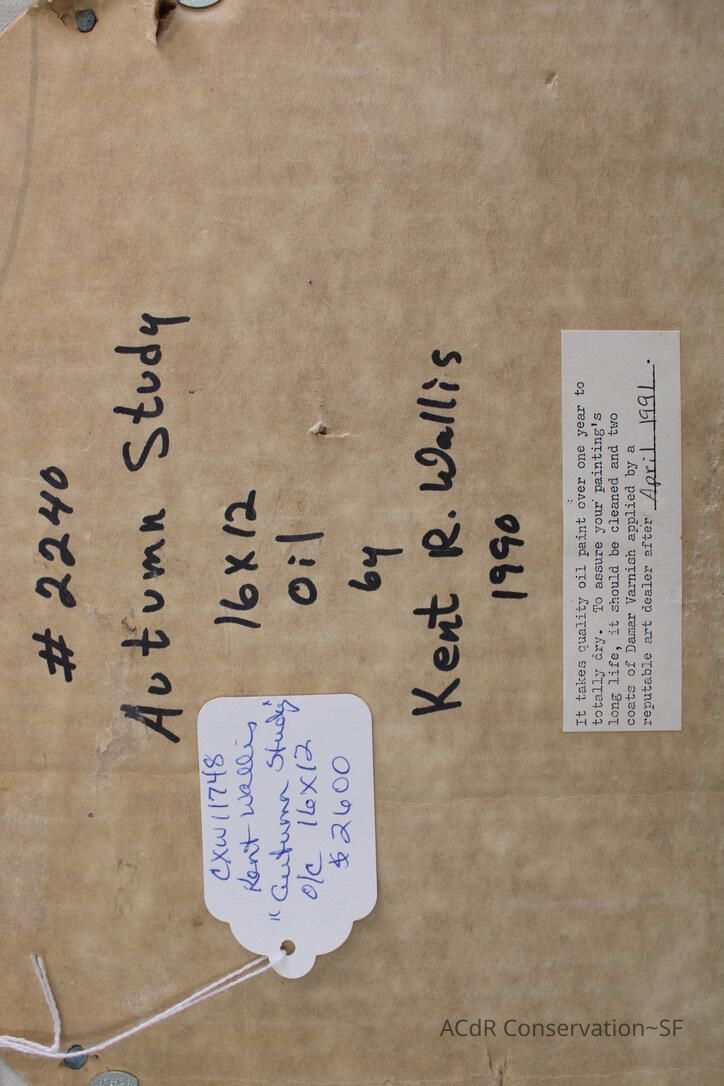 # 2240
Autumn Study
16x12
Oil
by
Kent R. Wallis
1990
CXW11748
Kent Wallis
"Autumn Study"
O/C 16X12
$2600
It takes quality oil paint over one year to
totally dry. To assure your painting's
long life, it should be cleaned and two
coats of Damar Varnish applied by a
reputable art dealer after April 1991.
ACdR Conservation~SF